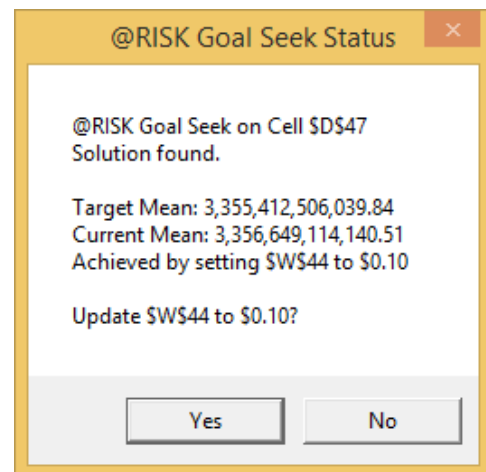 @RISK Goal Seek Status
@RISK Goal Seek on Cell $D$47
Solution found.
Target Mean: 3,355,412,506,039.84
Current Mean: 3,356,649,114,140.51
Achieved by setting $W$44 to $0.10
Update $W$44 to $0.10?
Yes No